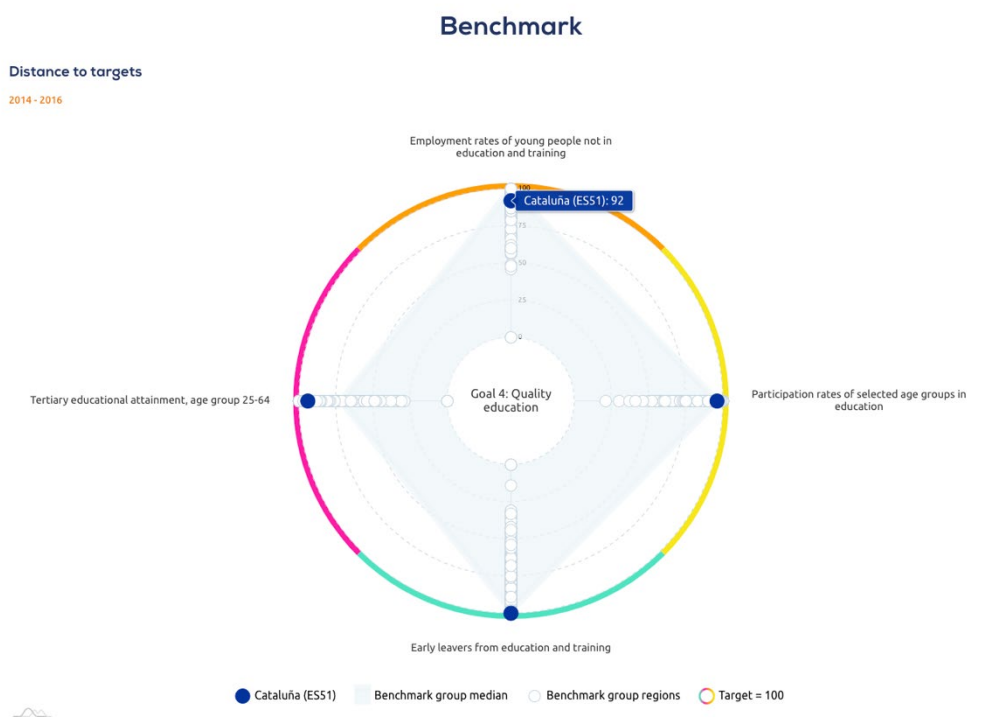 Benchmark
Distance to targets
2014 - 2016
Employment rates of young people not in
education and training
100
Cataluña (ES51): 92
75
50
25
0
Goal 4: Quality
education
Tertiary educational attainment, age group 25-64
Participation rates of selected age groups in
education
Early leavers from education and training
Cataluña (ES51)
Benchmark group median
Benchmark group regions
Target = 100